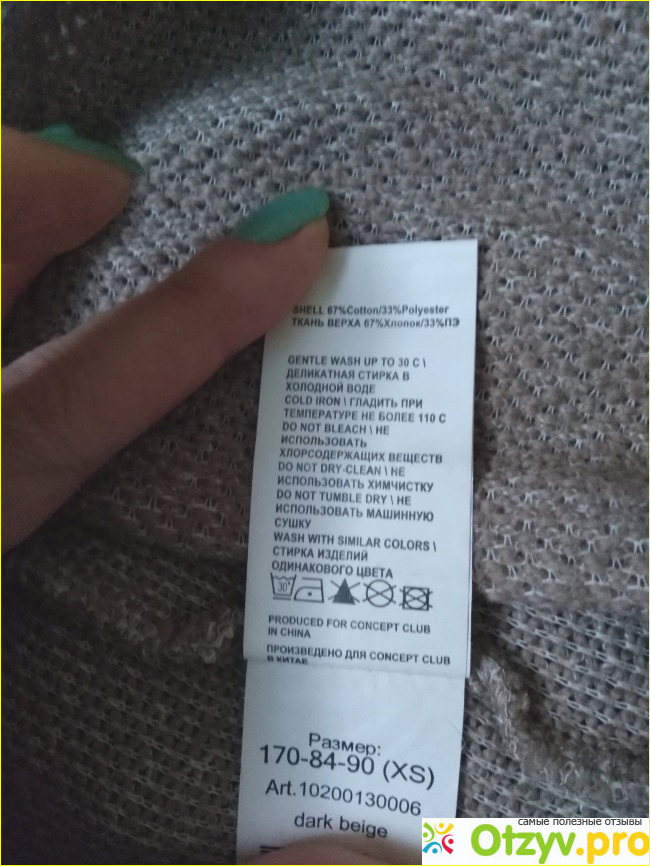 SHELL 67%Cotton/33%Polyester
ТКАНЬ ВЕРХА 67%Хлопок/33%ПЭ
GENTLE WASH UP TO 30 C \
ДЕЛИКАТНАЯ СТИРКА В
ХОЛОДНОЙ ВОДЕ
COLD IRON \ ГЛАДИТЬ ПРИ
ТЕМПЕРАТУРЕ НЕ БОЛЕЕ 110 С
DO NOT BLEACH \ НЕ
ИСПОЛЬЗОВАТЬ
ХЛОРСОДЕРЖАЩИХ ВЕЩЕСТВ
DO NOT DRY-CLEAN \ НЕ
ИСПОЛЬЗОВАТЬ ХИМЧИСТКУ
DO NOT TUMBLE DRY \ НЕ
ИСПОЛЬЗОВАТЬ МАШИННУЮ
СУШКУ
WASH WITH SIMILAR COLORS \
СТИРКА ИЗДЕЛИЙ
ОДИНАКОВОГО ЦВЕТА
30°
PRODUCED FOR CONCEPT CLUB
IN CHINA
ПРОИЗВЕДЕНО ДЛЯ CONCEPT CLUB
В КИТАЕ
Размер:
170-84-90 (XS)
Art.10200130006
dark beige
самые полезные отзывы
Otzyv.pro